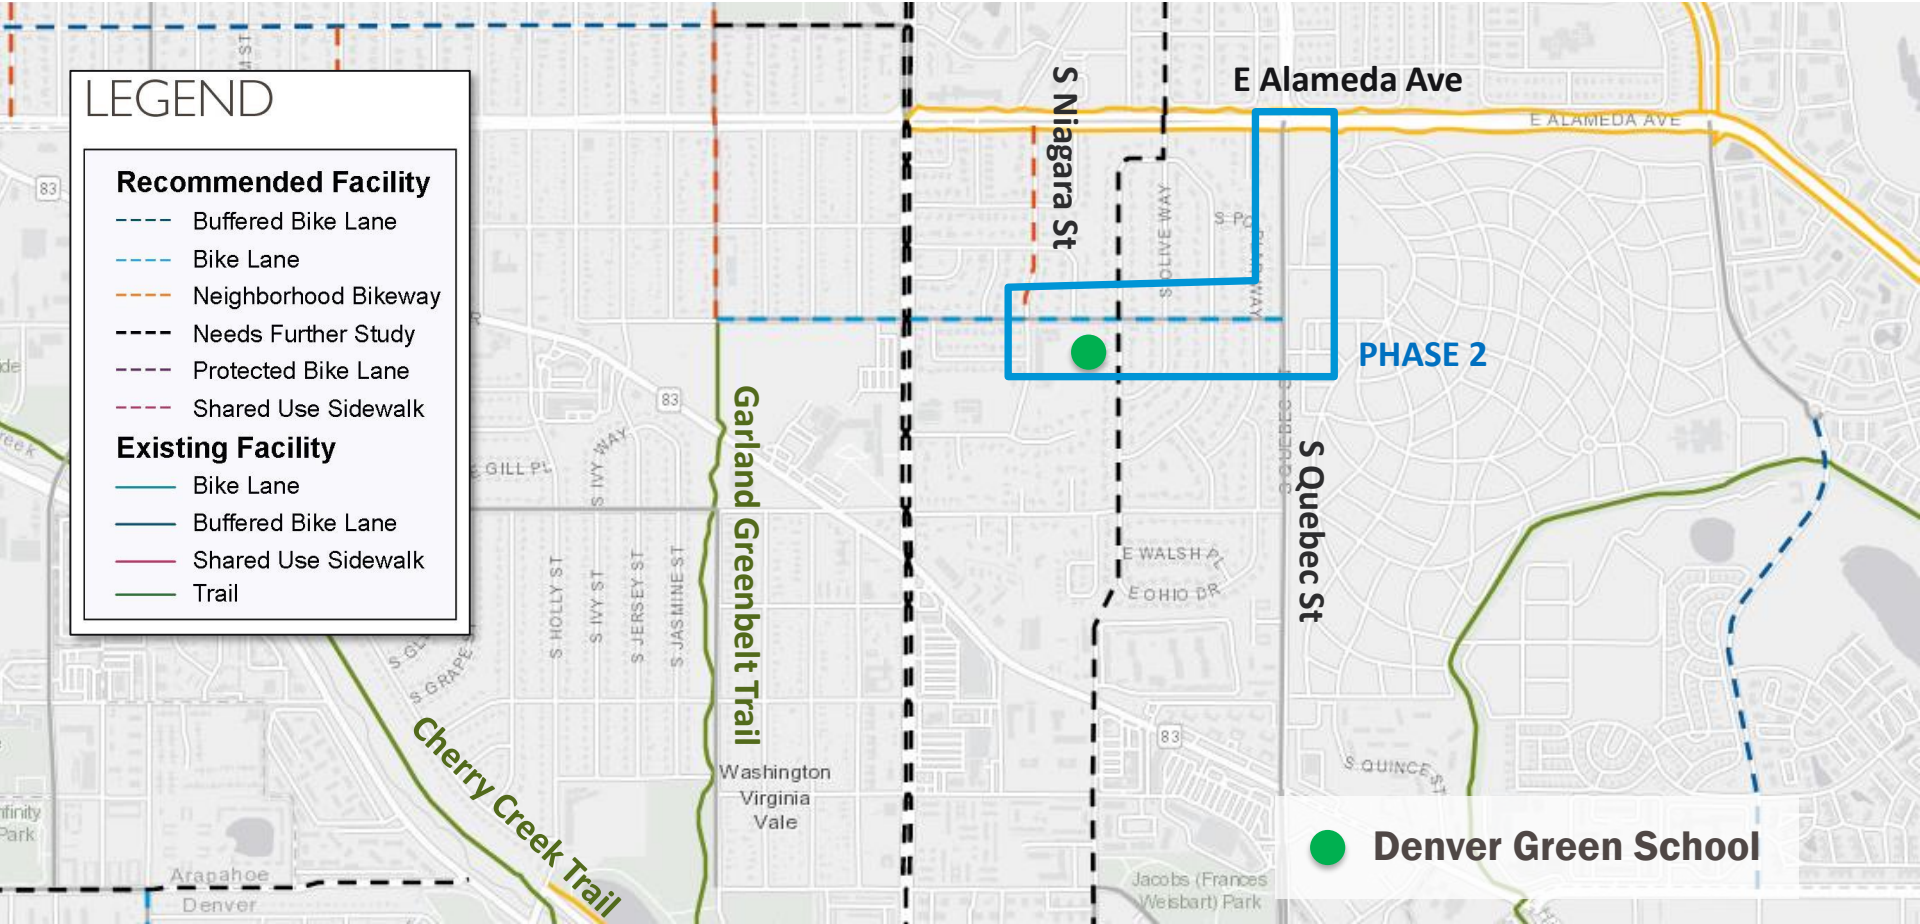 LEGEND
Recommended Facility
Buffered Bike Lane
Bike Lane
Neighborhood Bikeway
Needs Further Study
Protected Bike Lane
Shared Use Sidewalk
Existing Facility
Bike Lane
Buffered Bike Lane
Shared Use Sidewalk
Trail
E Alameda Ave
E ALAMEDA AVE
S Niagara St
S OLIVE WAY
83
PHASE 2
83
Garland Greenbelt Trail
S Quebec St
E GILL PL
S IVY WAY
S HOLLY ST
S IVY ST
S JERSEY ST
S JASMINE ST
E WALSH PL
E OHIO DR
S GRAPE
Cherry Creek Trail
83
S QUINCE ST
Washington
Virginia
Vale
Park
Arapahoe
Denver
Jacobs (Frances
Weisbart) Park
Denver Green School